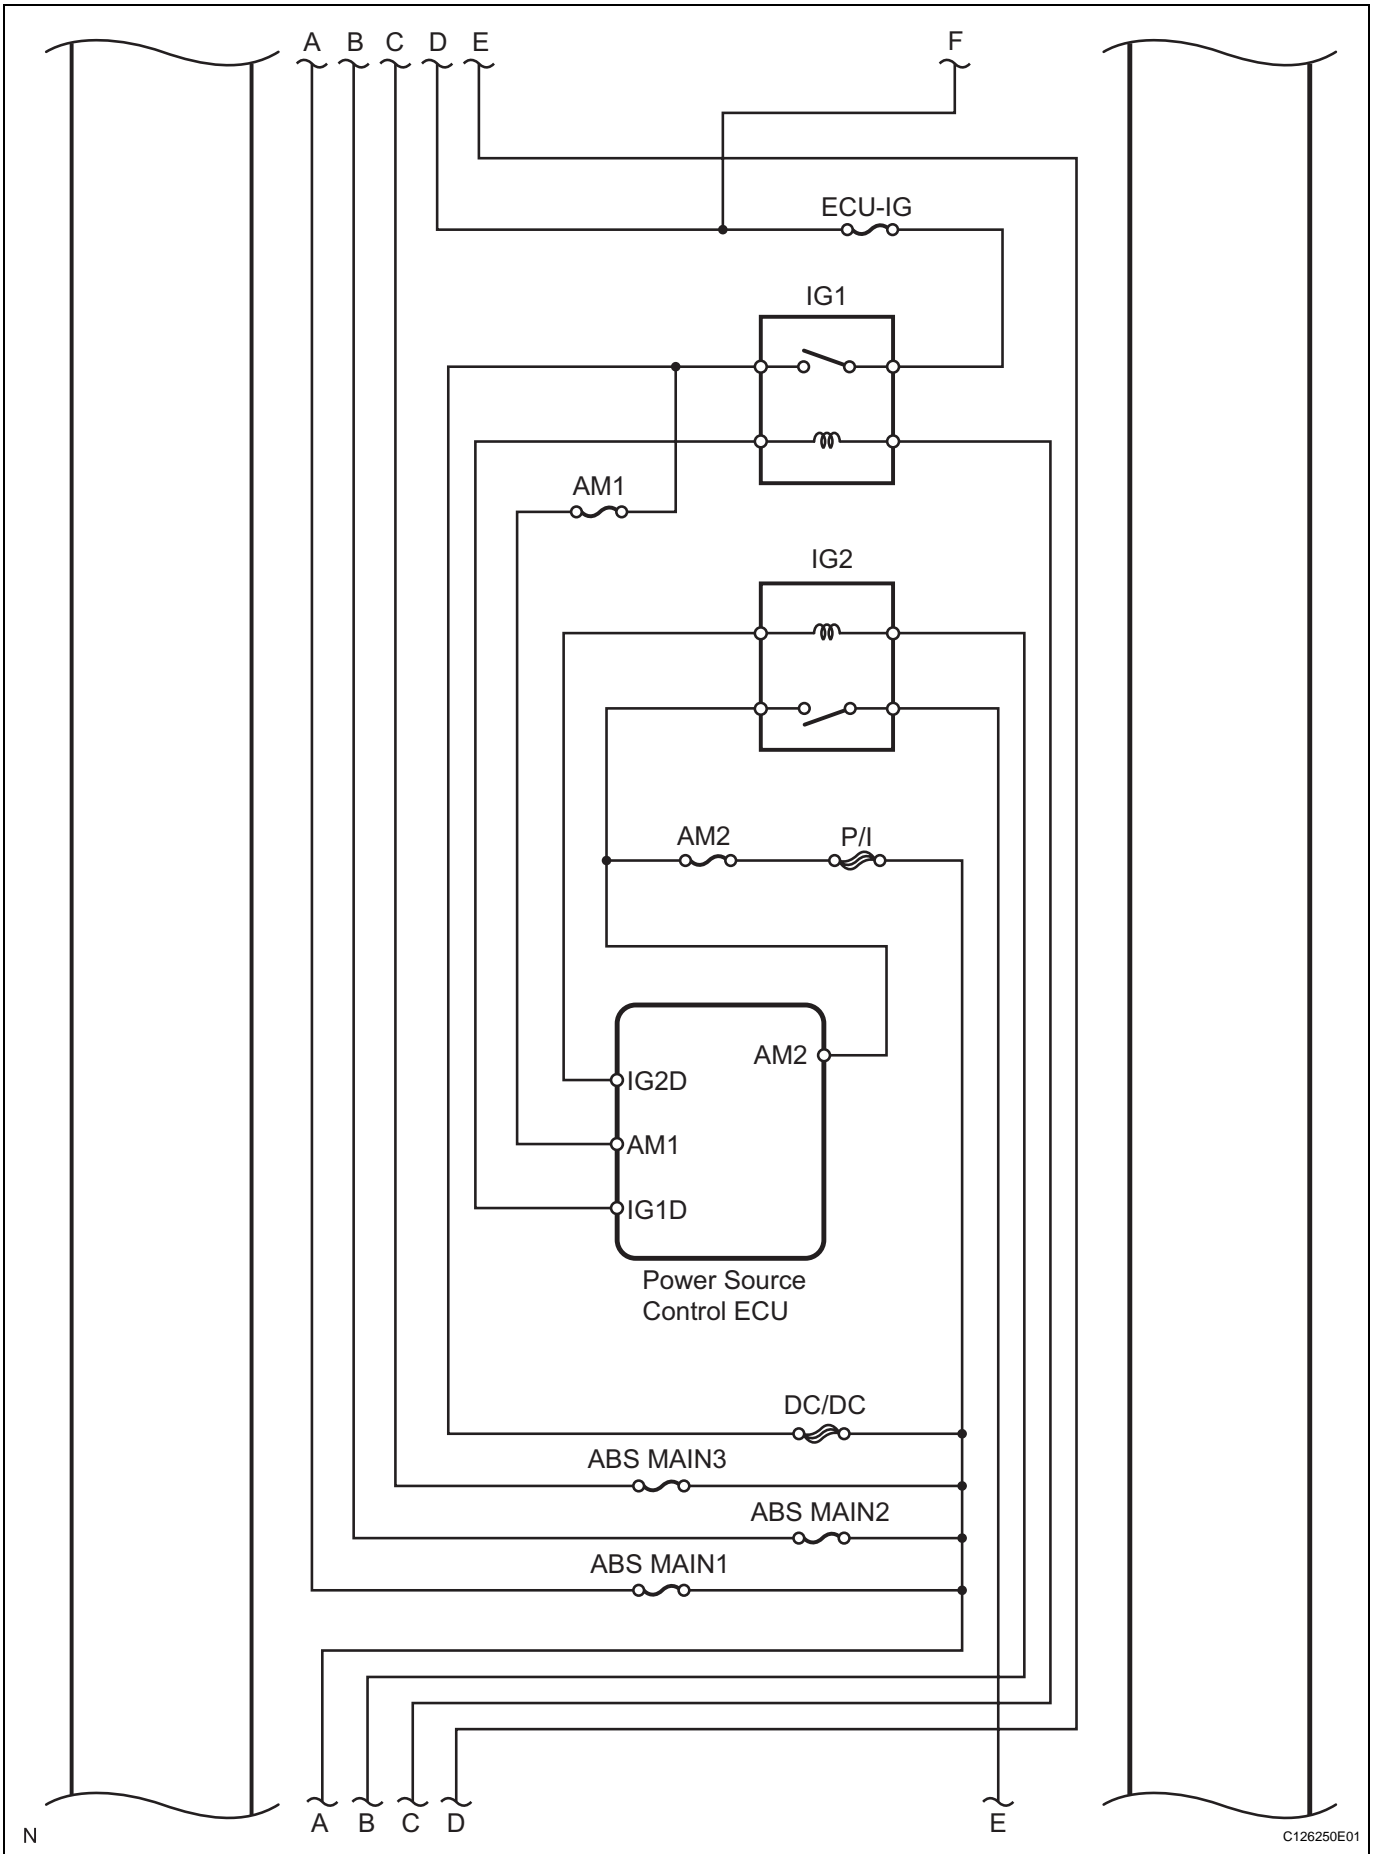 A B C D E F
ECU-IG
IG1
AM1
IG2
AM2 P/I
AM2
IG2D
AM1
IG1D
Power Source
Control ECU
DC/DC
ABS MAIN3
ABS MAIN2
ABS MAIN1
A B C D E
N C126250E01